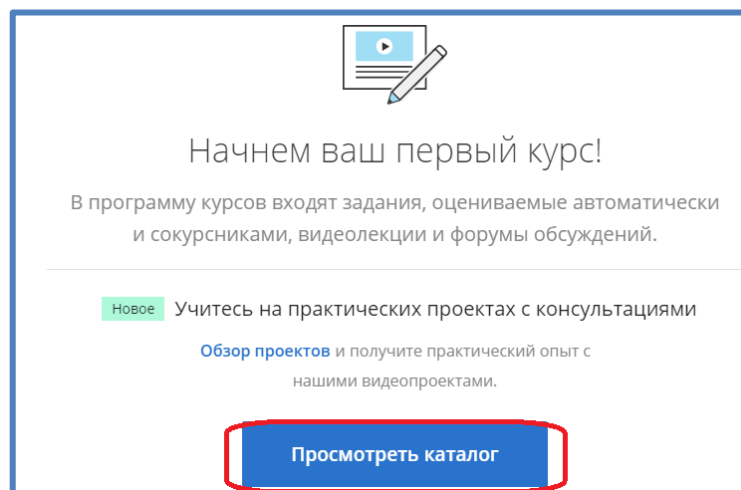 Начнем ваш первый курс!
В программу курсов входят задания, оцениваемые автоматически
и сокурсниками, видеолекции и форумы обсуждений.
Новое Учитесь на практических проектах с консультациями
Обзор проектов и получите практический опыт с
нашими видеопроектами.
Просмотреть каталог